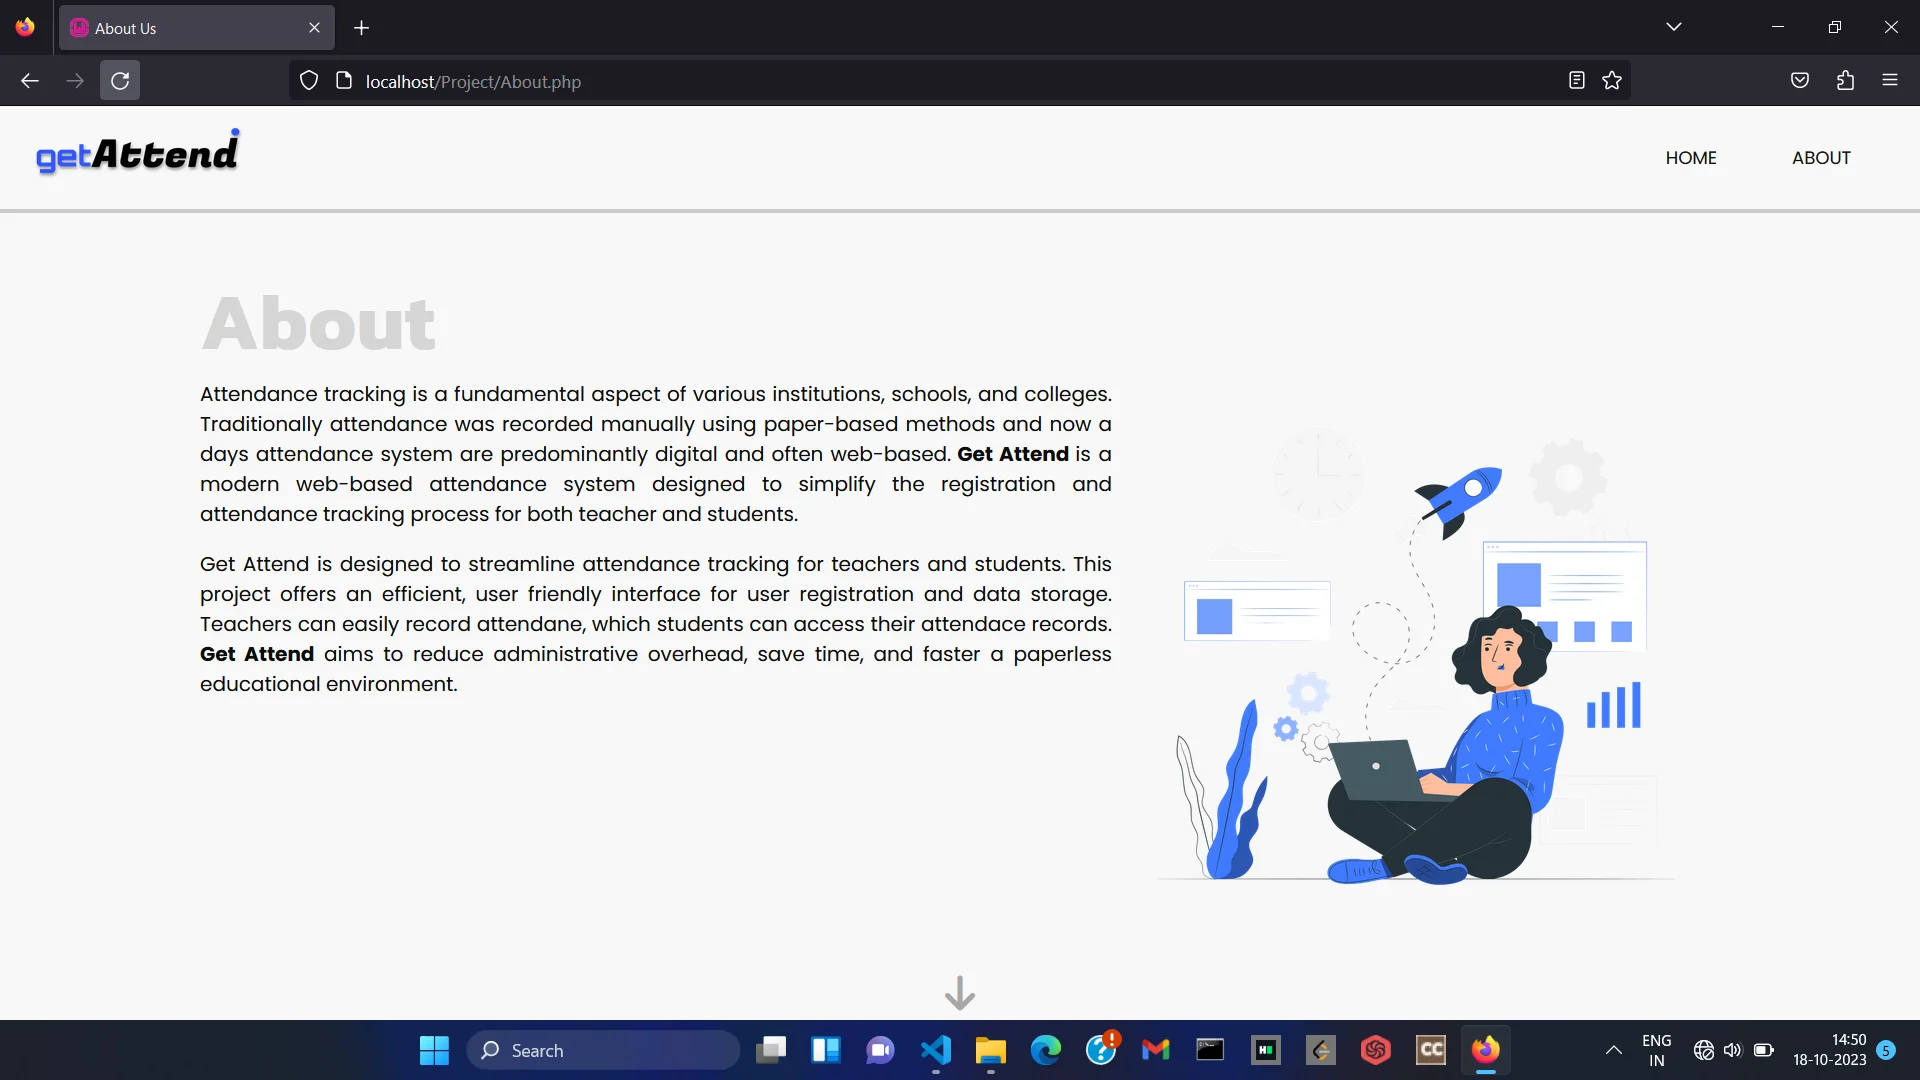 About Us
localhost/Project/About.php
getAttend
HOME
ABOUT
About
Attendance tracking is a fundamental aspect of various institutions, schools, and colleges.
Traditionally attendance was recorded manually using paper-based methods and now a
days attendance system are predominantly digital and often web-based. Get Attend is a
modern web-based attendance system designed to simplify the registration and
attendance tracking process for both teacher and students.
Get Attend is designed to streamline attendance tracking for teachers and students. This
project offers an efficient, user friendly interface for user registration and data storage.
Teachers can easily record attendane, which students can access their attendace records.
Get Attend aims to reduce administrative overhead, save time, and faster a paperless
educational environment.
Search
CC
ENG
IN
14:50
18-10-2023
5